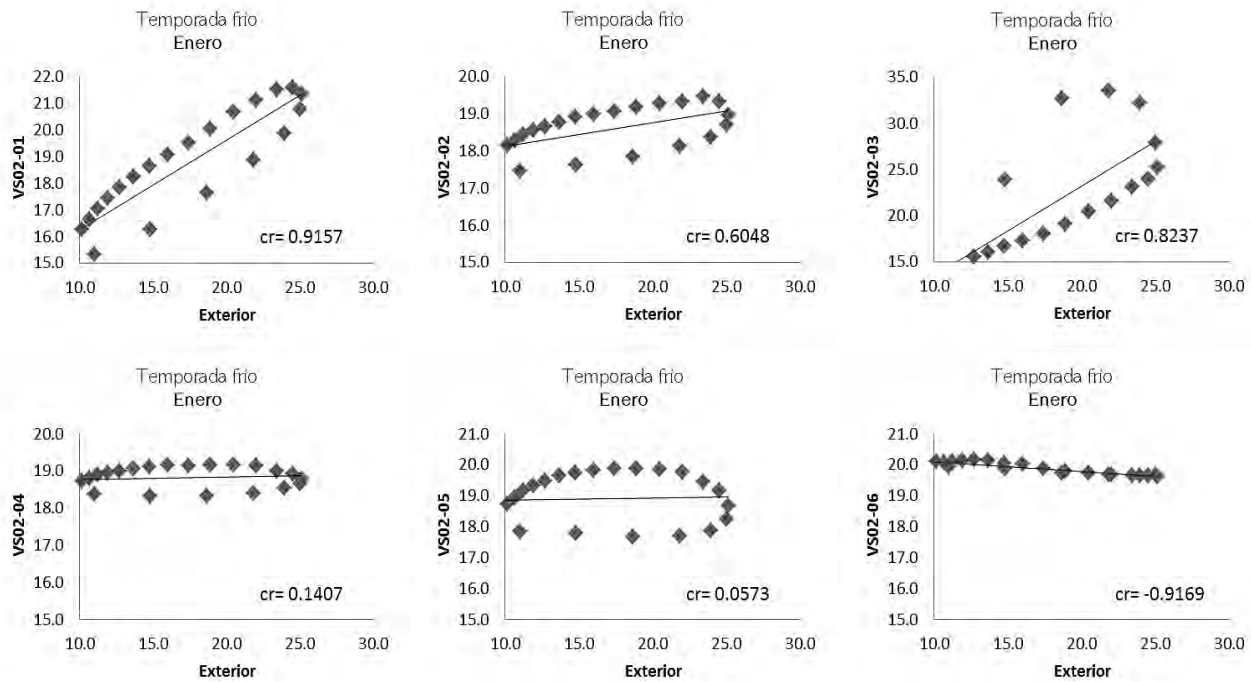 Temporada frío
Enero
22.0
21.0
20.0
19.0
18.0
17.0
16.0
15.0
VS02-01
cr= 0.9157
10.0 15.0 20.0 25.0 30.0
Exterior
Temporada frío
Enero
20.0
19.0
18.0
17.0
16.0
15.0
VS02-02
cr= 0.6048
10.0 15.0 20.0 25.0 30.0
Exterior
Temporada frío
Enero
35.0
30.0
25.0
20.0
15.0
VS02-03
cr= 0.8237
10.0 15.0 20.0 25.0 30.0
Exterior
Temporada frío
Enero
20.0
19.0
18.0
17.0
16.0
15.0
VS02-04
cr= 0.1407
10.0 15.0 20.0 25.0 30.0
Exterior
Temporada frío
Enero
21.0
20.0
19.0
18.0
17.0
16.0
15.0
VS02-05
cr= 0.0573
10.0 15.0 20.0 25.0 30.0
Exterior
Temporada frío
Enero
21.0
20.0
19.0
18.0
17.0
16.0
15.0
VS02-06
cr= -0.9169
10.0 15.0 20.0 25.0 30.0
Exterior